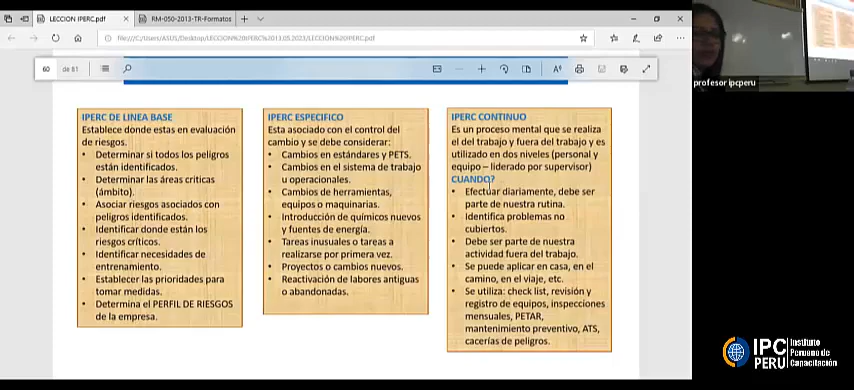 LECCION IPERC.pdf
RM-050-2013-TR-Formatos
file:///C:/Users/ASUS/Desktop/LECCION%20IPERC%2013.05.2023/LECCION%20IPERC.pdf
60 de 81
IPERC DE LINEA BASE
Establece donde estas en evaluación
de riesgos.
• Determinar si todos los peligros
están identificados.
• Determinar las áreas criticas
(ámbito).
• Asociar riesgos asociados con
peligros identificados.
• Identificar donde están los
riesgos críticos.
• Identificar necesidades de
entrenamiento.
• Establecer las prioridades para
tomar medidas.
• Determina el PERFIL DE RIESGOS
de la empresa.
IPERC ESPECIFICO
Esta asociado con el control del
cambio y se debe considerar:
• Cambios en estándares y PETS.
• Cambios en el sistema de trabajo
u operacionales.
• Cambios de herramientas,
equipos o maquinarias.
• Introducción de químicos nuevos
y fuentes de energía.
• Tareas inusuales o tareas a
realizarse por primera vez.
• Proyectos o cambios nuevos.
• Reactivación de labores antiguas
o abandonadas.
IPERC CONTINUO
Es un proceso mental que se realiza
el del trabajo y fuera del trabajo y es
utilizado en dos niveles (personal y
equipo – liderado por supervisor)
CUANDO?
• Efectuar diariamente, debe ser
parte de nuestra rutina.
• Identifica problemas no
cubiertos.
• Debe ser parte de nuestra
actividad fuera del trabajo.
• Se puede aplicar en casa, en el
camino, en el viaje, etc.
• Se utiliza: check list, revisión y
registro de equipos, inspecciones
mensuales, PETAR,
mantenimiento preventivo, ATS,
cacerías de peligros.
profesor ipcperu
IPC
PERU
Instituto
Peruano de
Capacitación